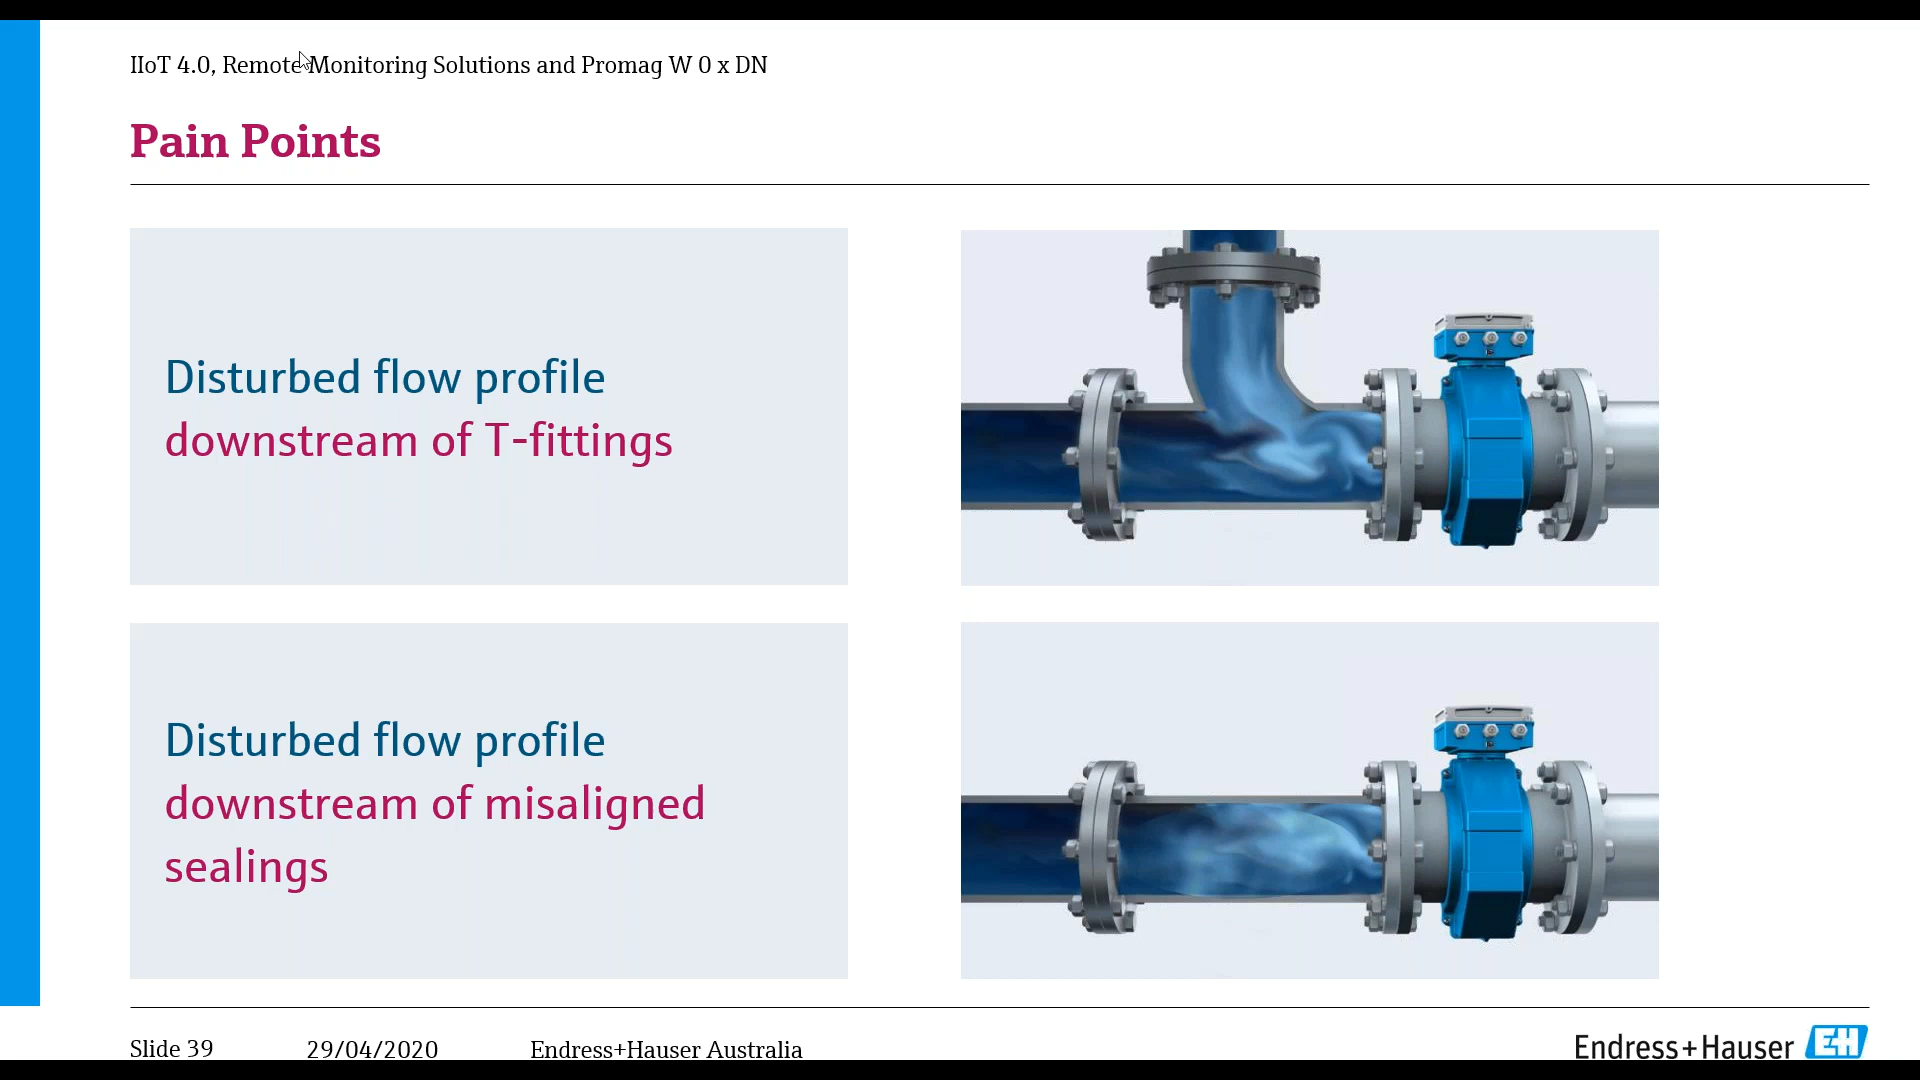 IIoT 4.0, Remote Monitoring Solutions and Promag W 0 x DN
Pain Points
Disturbed flow profile
downstream of T-fittings
Disturbed flow profile
downstream of misaligned
sealings
Slide 39
29/04/2020
Endress+Hauser Australia
Endress+Hauser EH